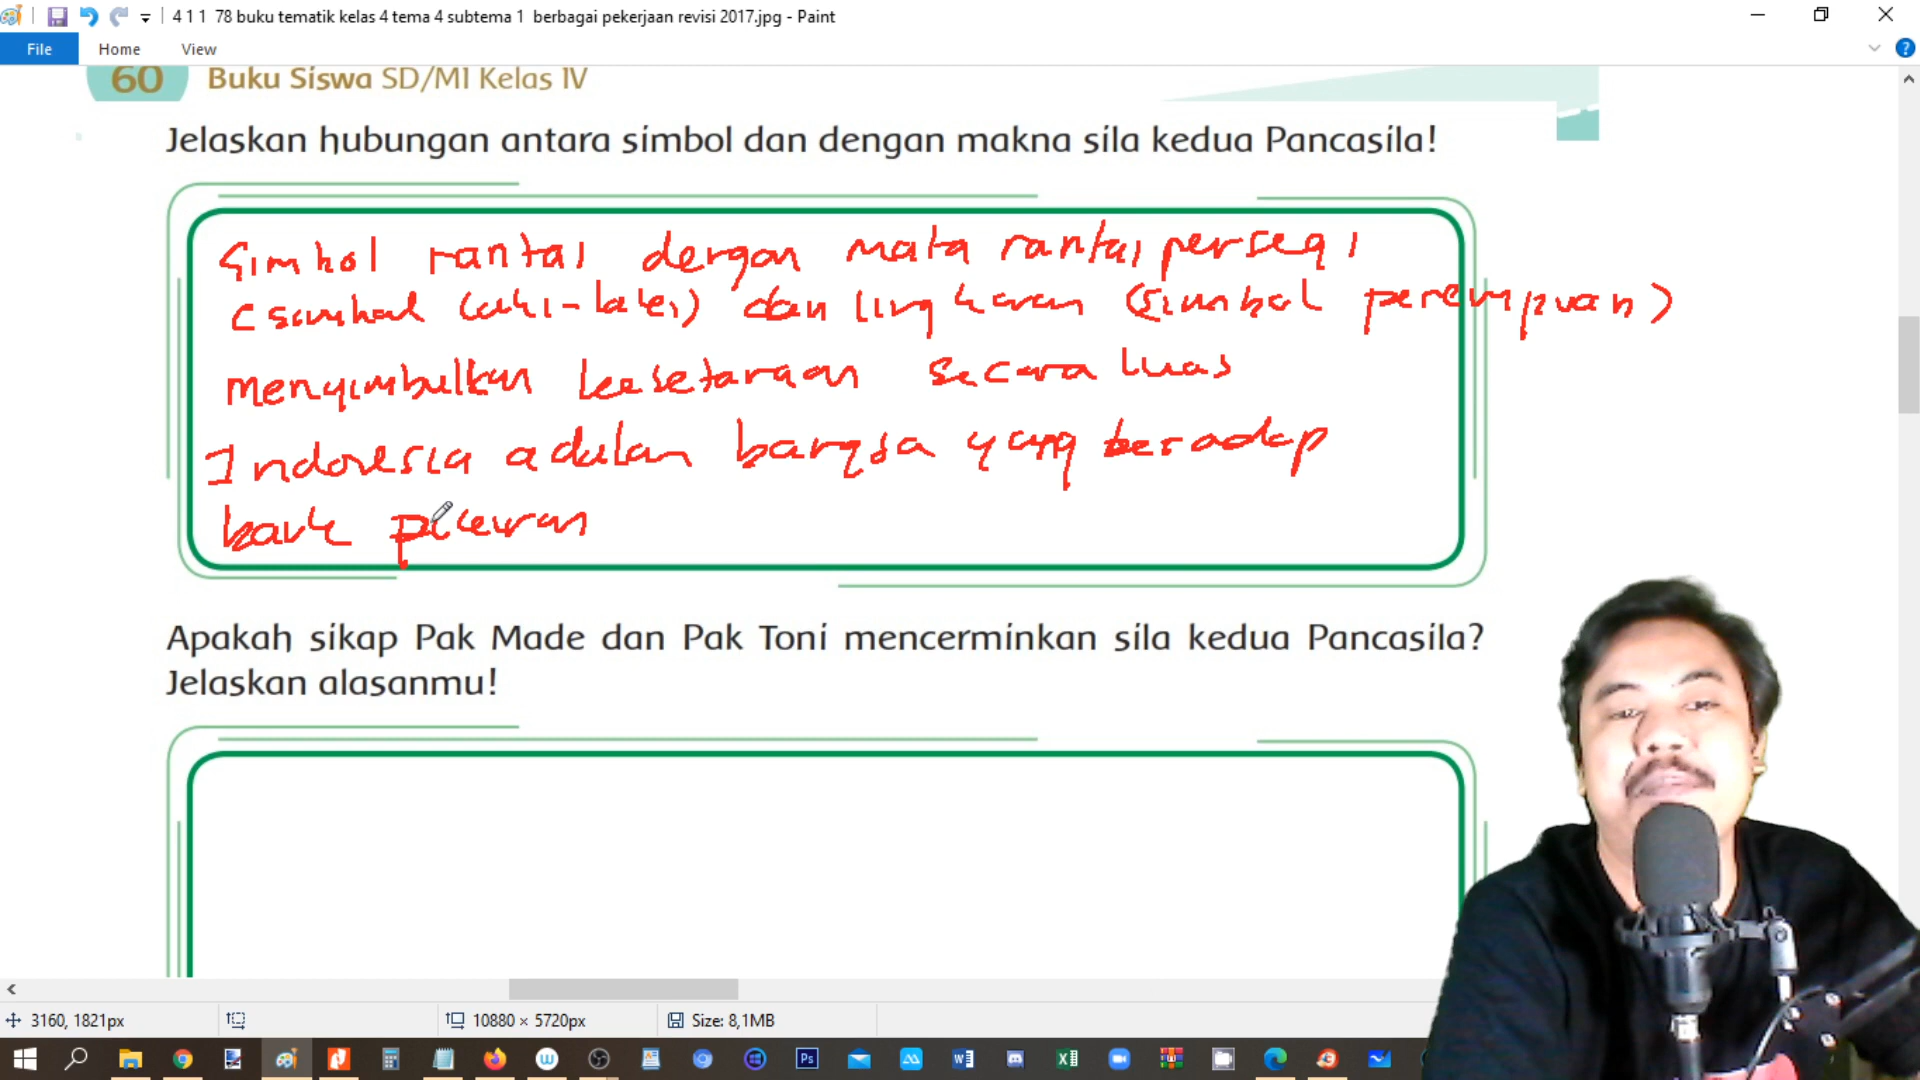 4 1 1  78 buku tematik kelas 4 tema 4 subtema 1  berbagai pekerjaan revisi 2017.jpg - Paint
File Home View
60 Buku Siswa SD/MI Kelas IV
Jelaskan hubungan antara simbol dan dengan makna sila kedua Pancasila!
Simbol rantai dengan mata rantai persegi
(simbol laki-laki) dan lingkaran (simbol perempuan)
menyimbulkan kesetaraan secara luas
Indonesia adalah bangsa yang beradap
baik pikiran
Apakah sikap Pak Made dan Pak Toni mencerminkan sila kedua Pancasila?
Jelaskan alasanmu!
3160, 1821px 10880 × 5720px Size: 8,1MB
Ps